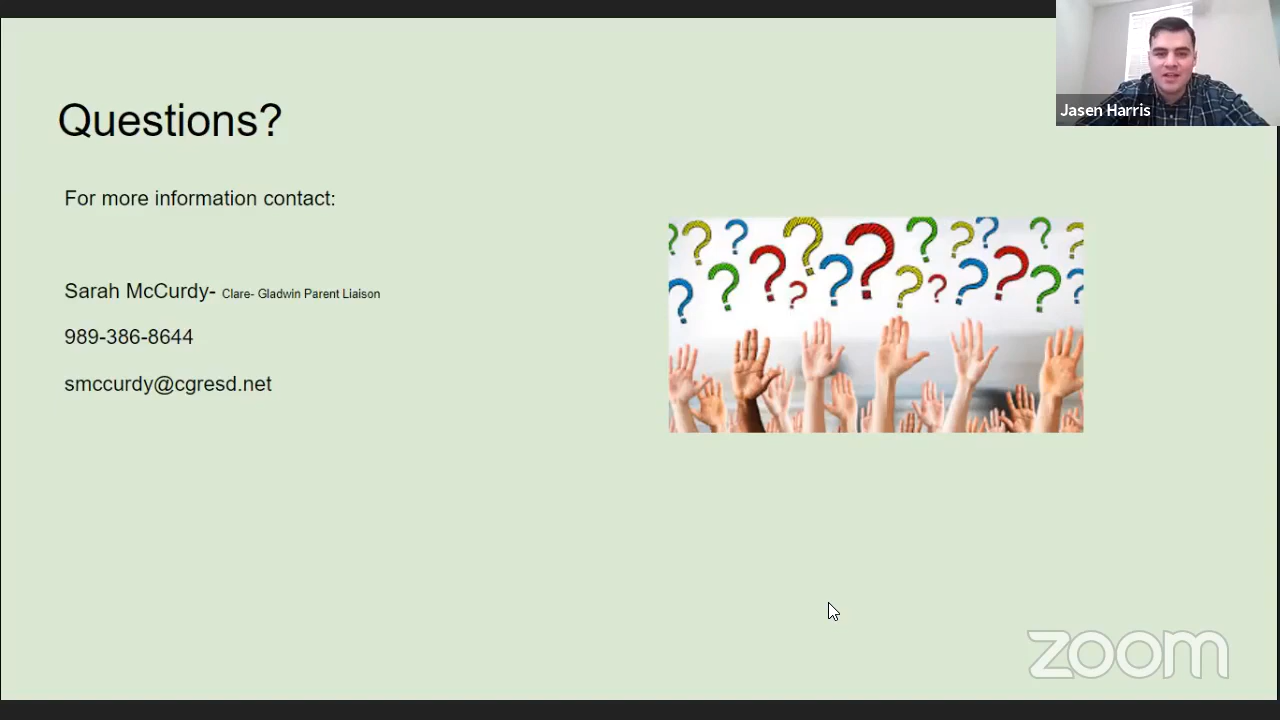 Jasen Harris
Questions?
For more information contact:
Sarah McCurdy- Clare- Gladwin Parent Liaison
989-386-8644
smccurdy@cgresd.net
zoom